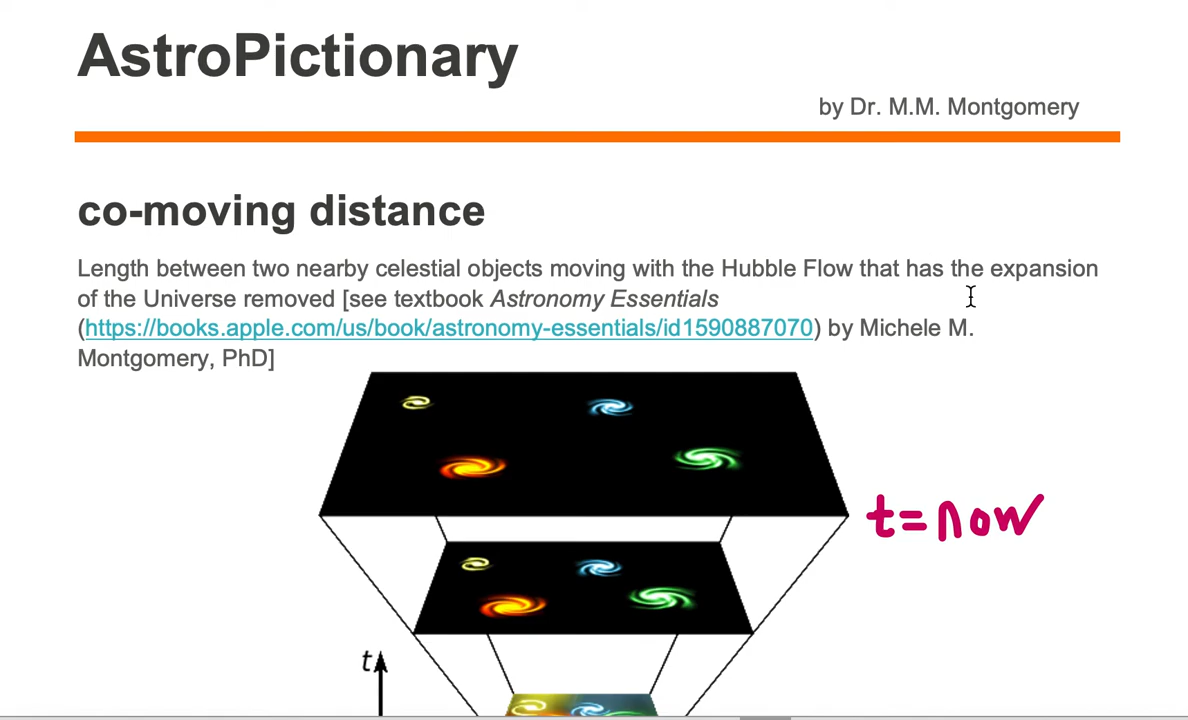 AstroPictionary
by Dr. M.M. Montgomery
co-moving distance
Length between two nearby celestial objects moving with the Hubble Flow that has the expansion
of the Universe removed [see textbook Astronomy Essentials
(https://books.apple.com/us/book/astronomy-essentials/id1590887070) by Michele M.
Montgomery, PhD]
t=now
t